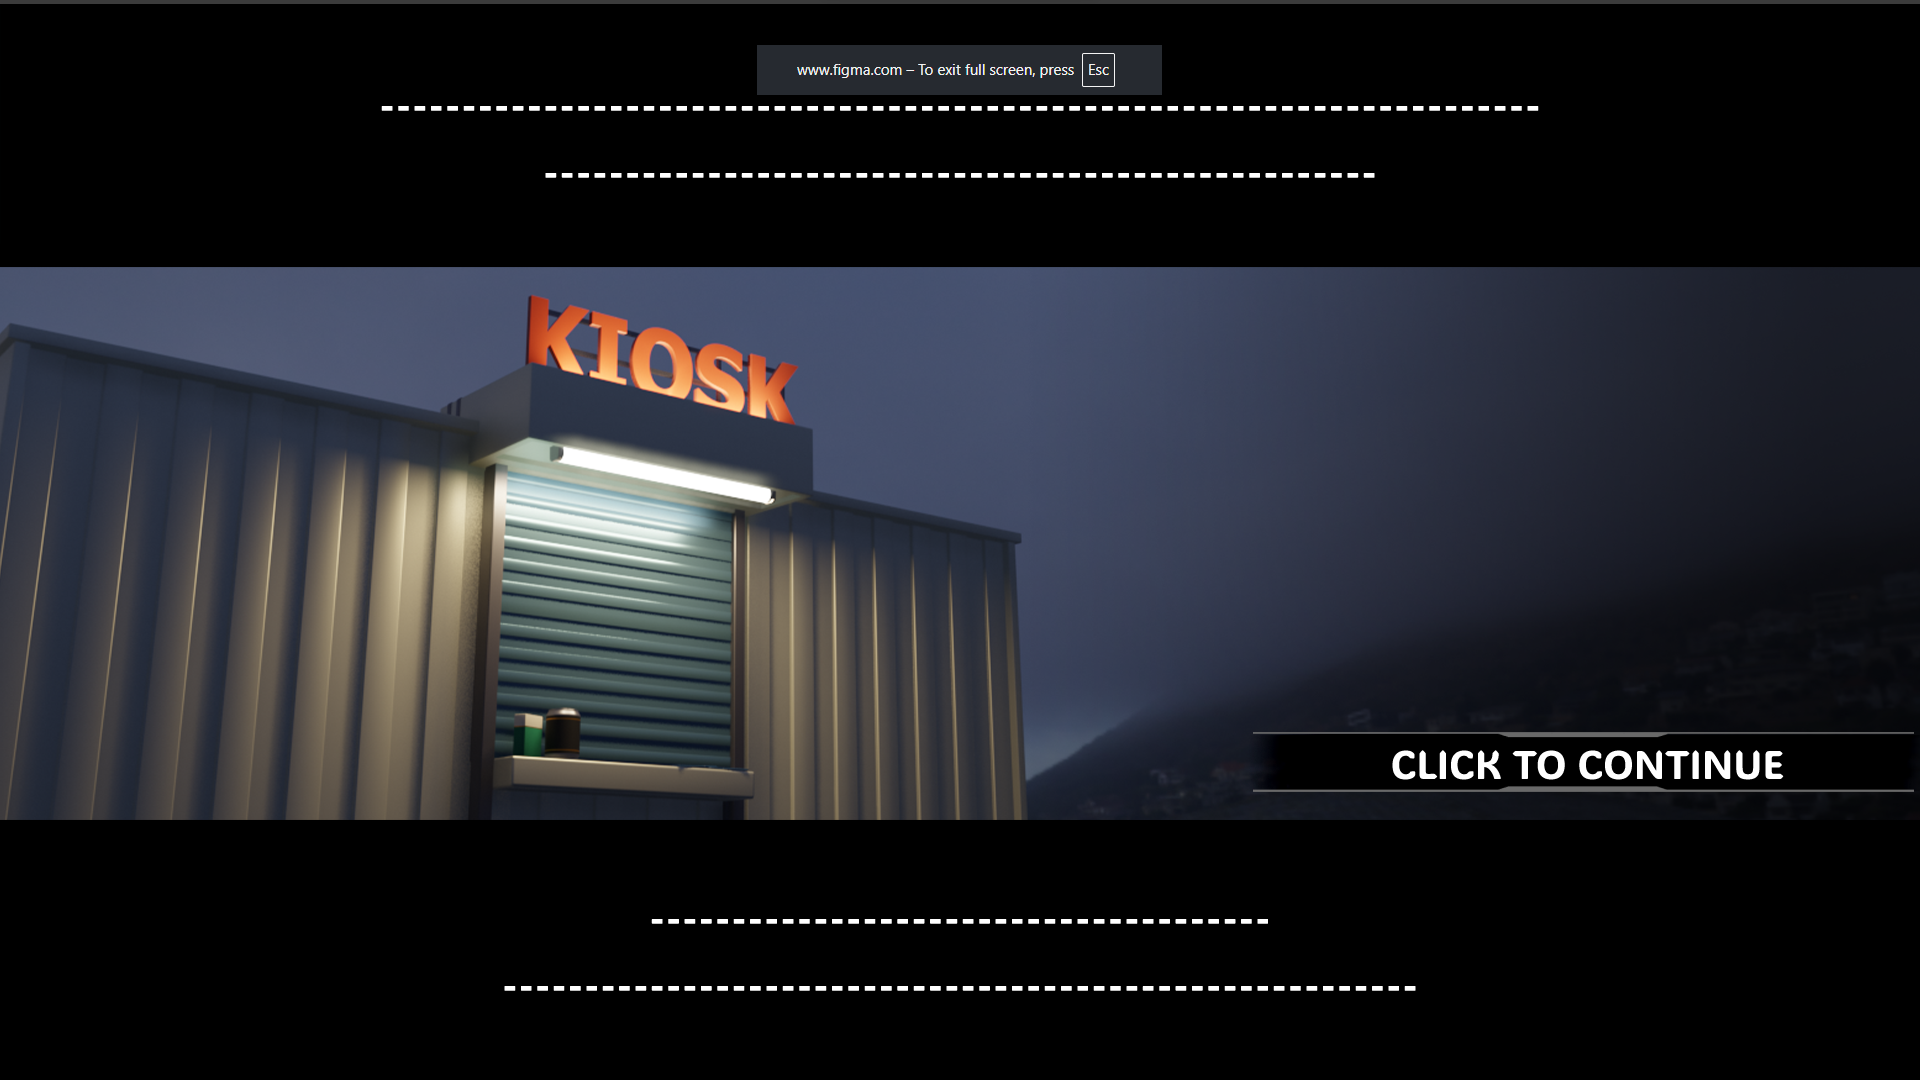 www.figma.com – To exit full screen, press Esc
-----------------------------------------------------------------------
---------------------------------------------------
KIOSK
CLICK TO CONTINUE
--------------------------------------
--------------------------------------------------------